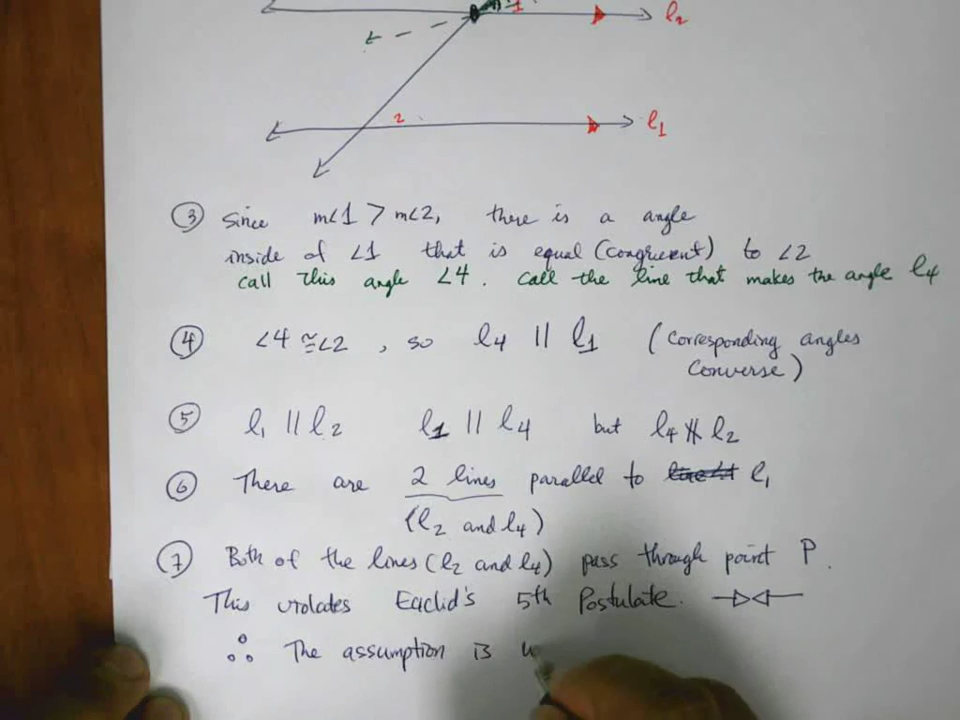 1
l₂
2
l₁
③ Since m∠1 > m∠2, there is a angle
inside of ∠1 that is equal (congruent) to ∠2
call this angle ∠4. call the line that makes the angle l₄
④ ∠4 ≅ ∠2, so l₄ || l₁ (Corresponding angles
Converse)
⑤ l₁ || l₂ l₁ || l₄ but l₄ ∦ l₂
⑥ There are 2 lines parallel to l₁
(l₂ and l₄)
⑦ Both of the lines (l₂ and l₄) pass through point P.
This violates Euclid's 5th Postulate. →←
∴ The assumption is